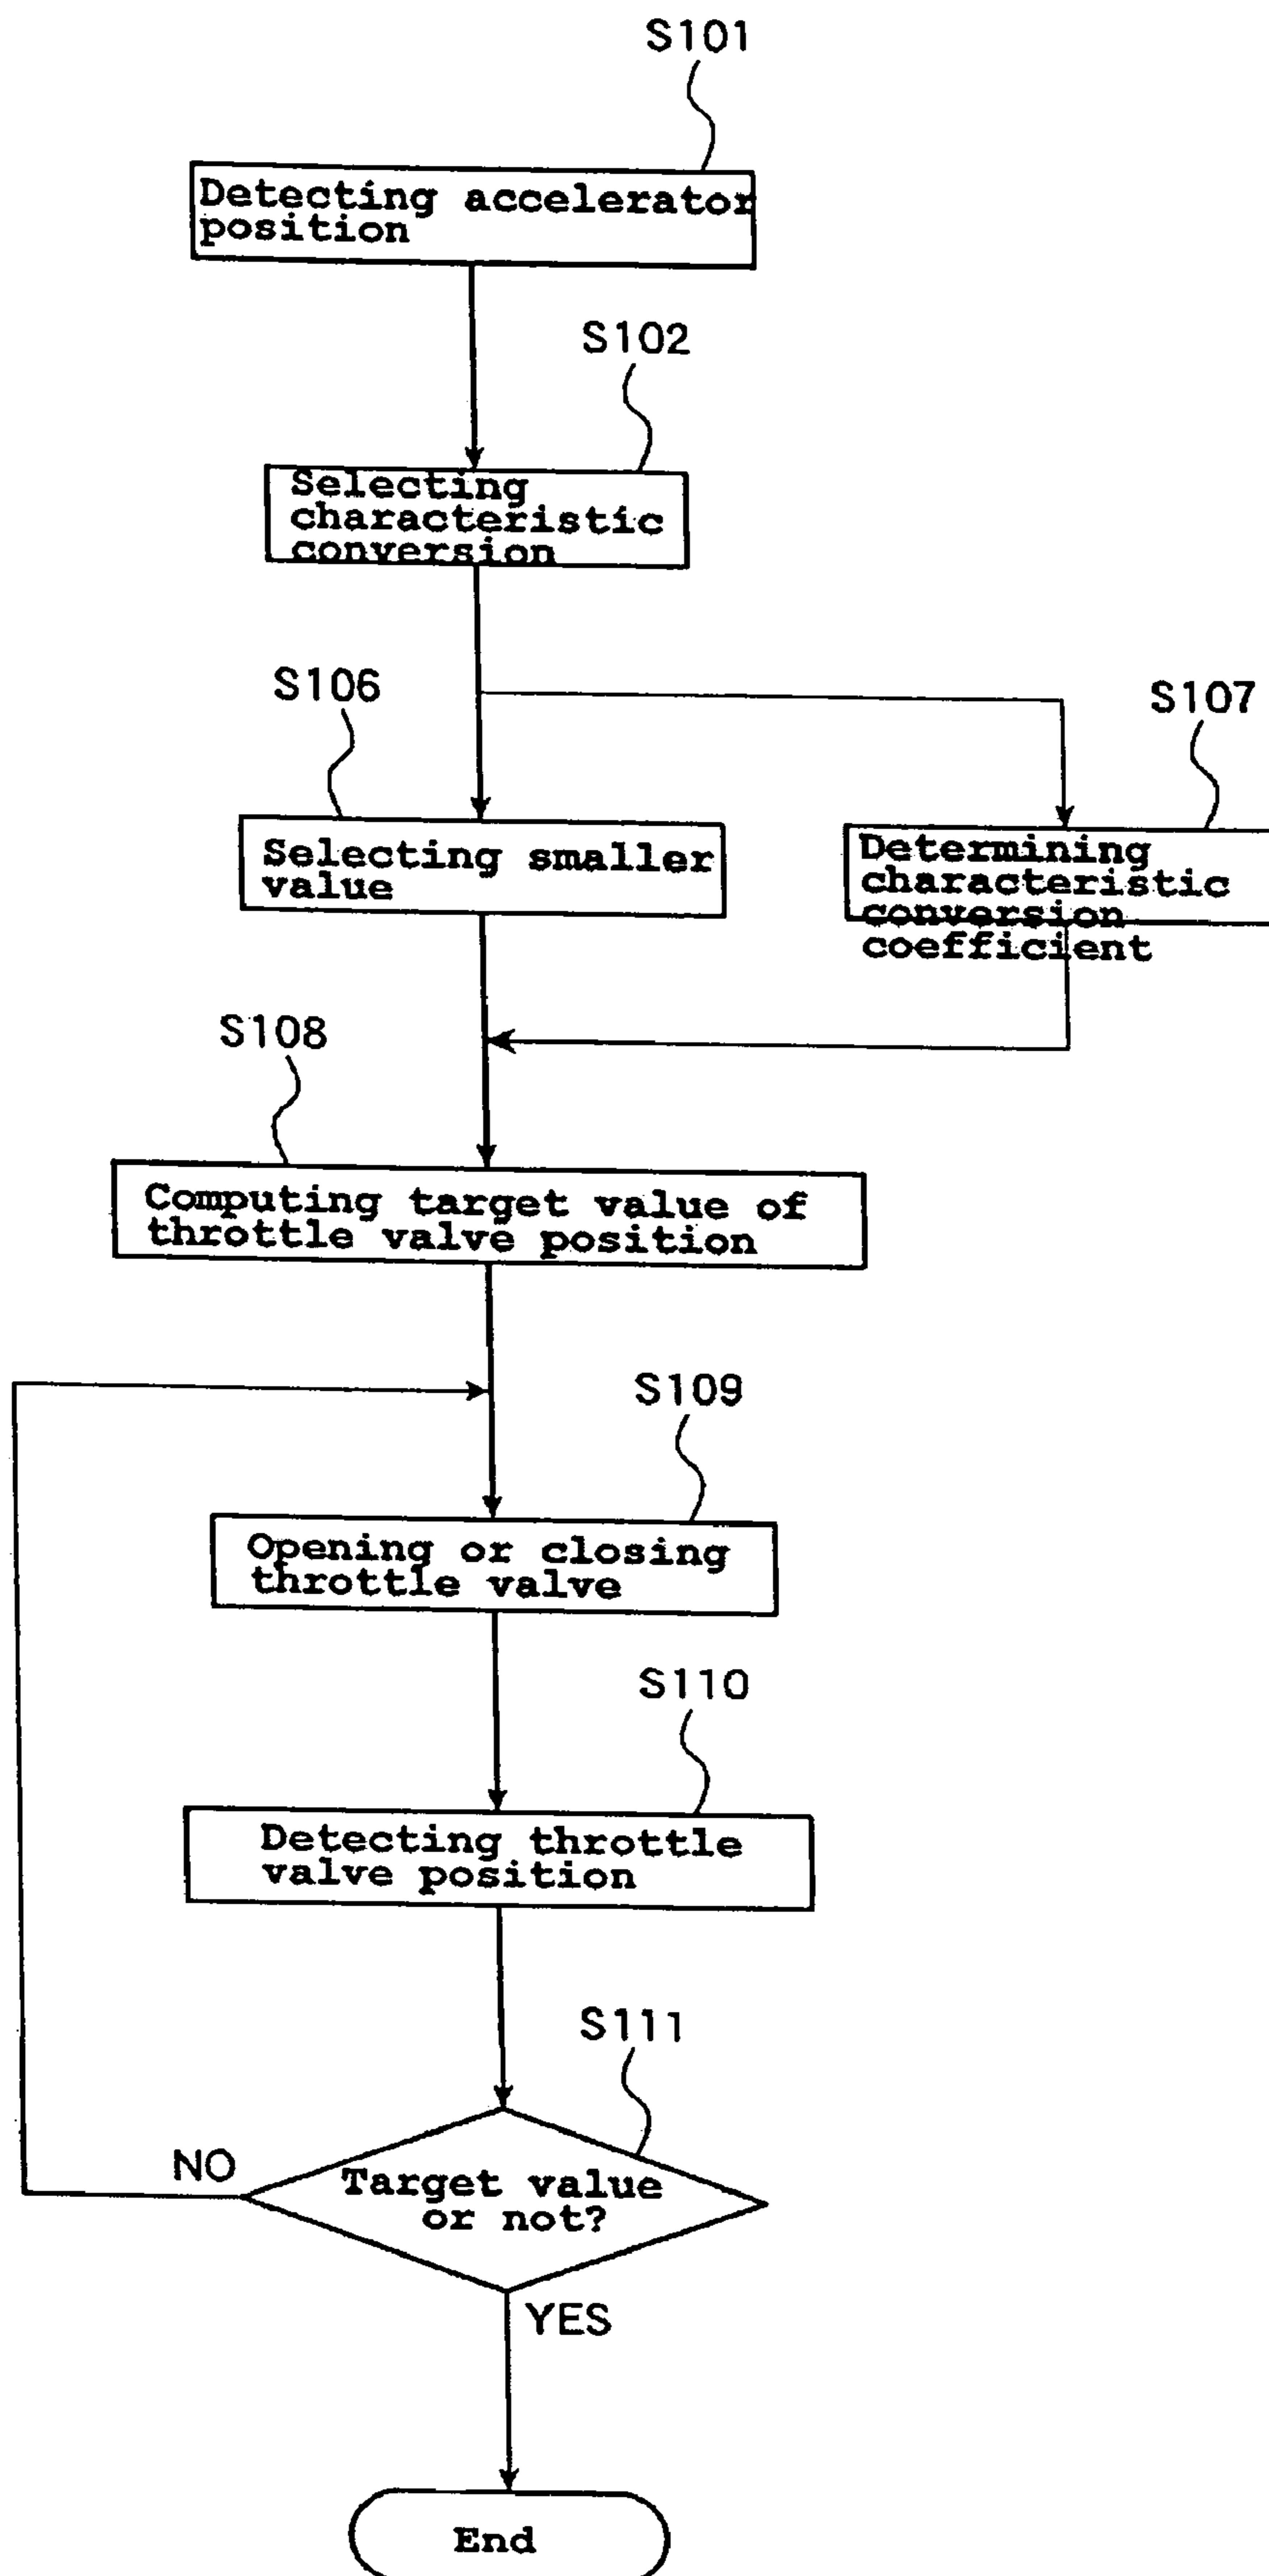 S101
Detecting accelerator
position
S102
Selecting
characteristic
conversion
S106
S107
Selecting smaller
value
Determining
characteristic
conversion
coefficient
S108
Computing target value of
throttle valve position
S109
Opening or closing
throttle valve
S110
Detecting throttle
valve position
S111
NO
Target value
or not?
YES
End